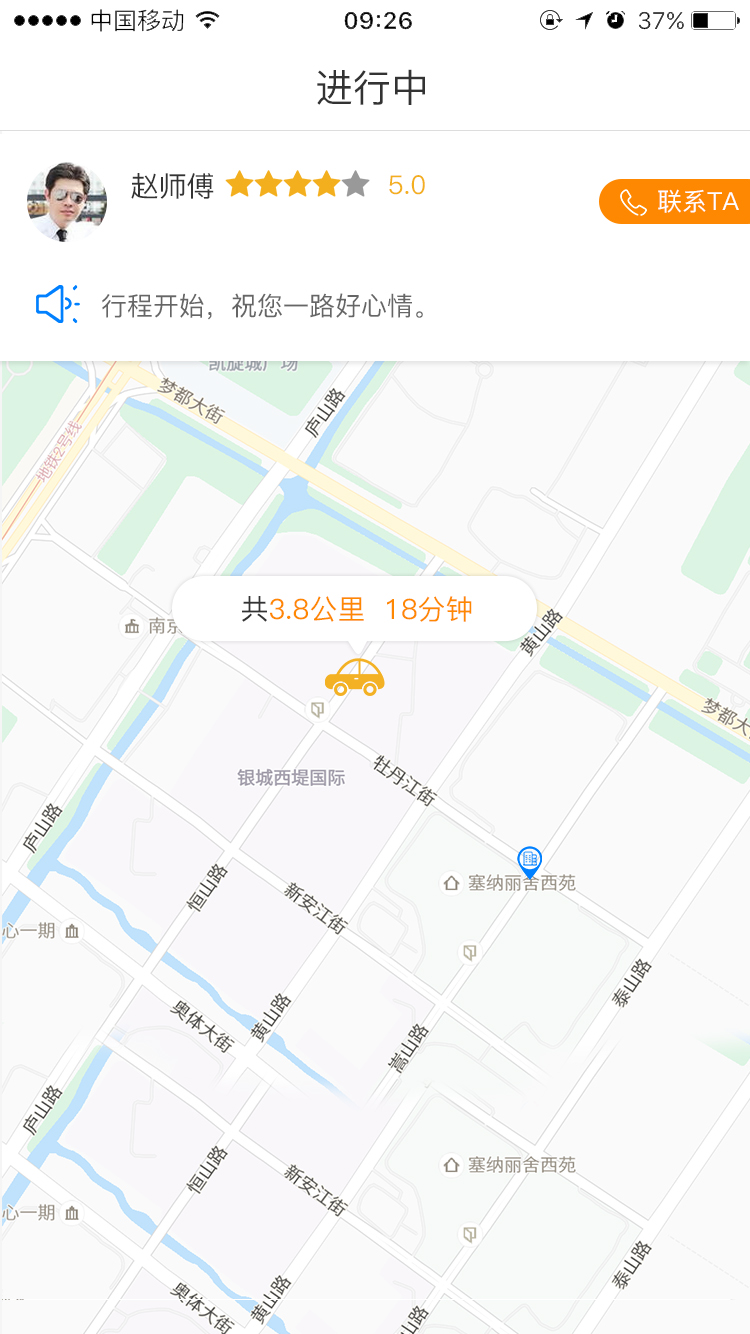 中国移动 09:26 37%
进行中
赵师傅 5.0
联系TA
行程开始，祝您一路好心情。
凯旋城广场
梦都大街
庐山路
地铁2号线
共3.8公里 18分钟
南京
黄山路
梦都大
银城西堤国际
牡丹江街
庐山路
恒山路
塞纳丽舍西苑
新安江街
心一期
泰山路
奥体大街
黄山路
嵩山路
庐山路
恒山路
塞纳丽舍西苑
新安江街
心一期
泰山路
奥体大街
黄山路
山路